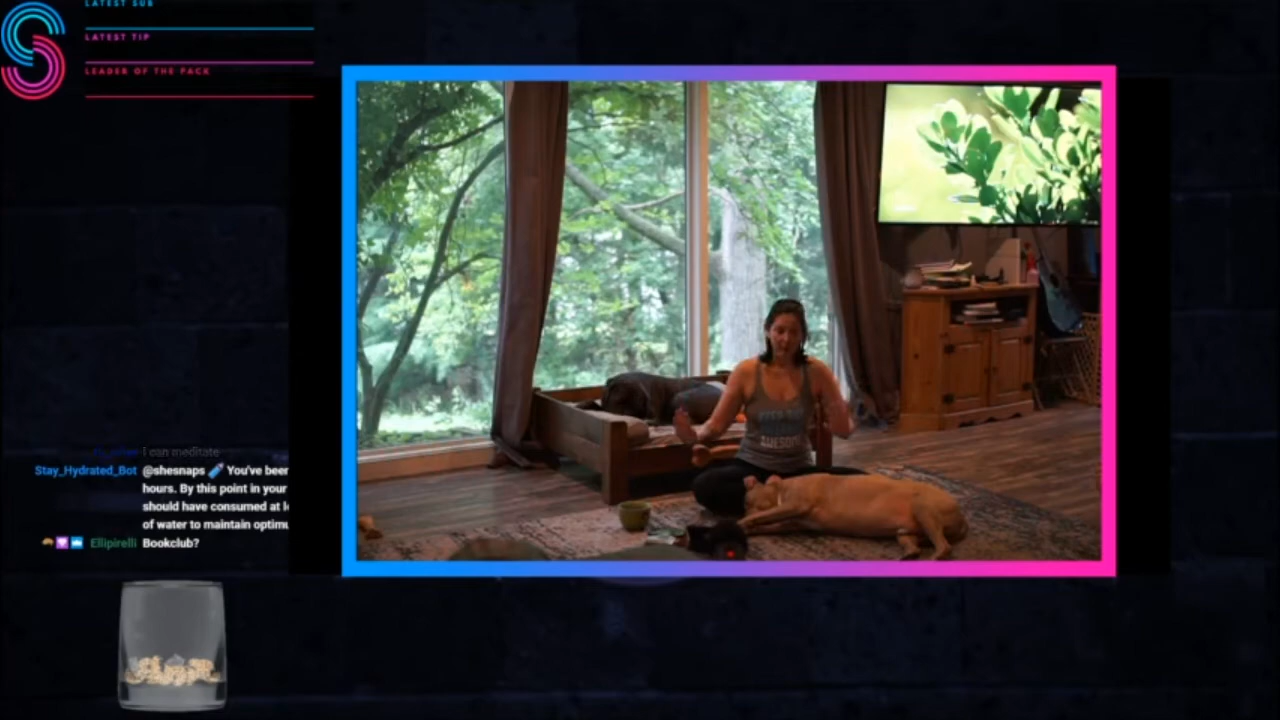 LATEST SUB
LATEST TIP
LEADER OF THE PACK
I can meditate
Stay_Hydrated_Bot @shesnaps You've been
hours. By this point in your
should have consumed at
of water to maintain
Ellipirelli Bookclub?
AWESOME